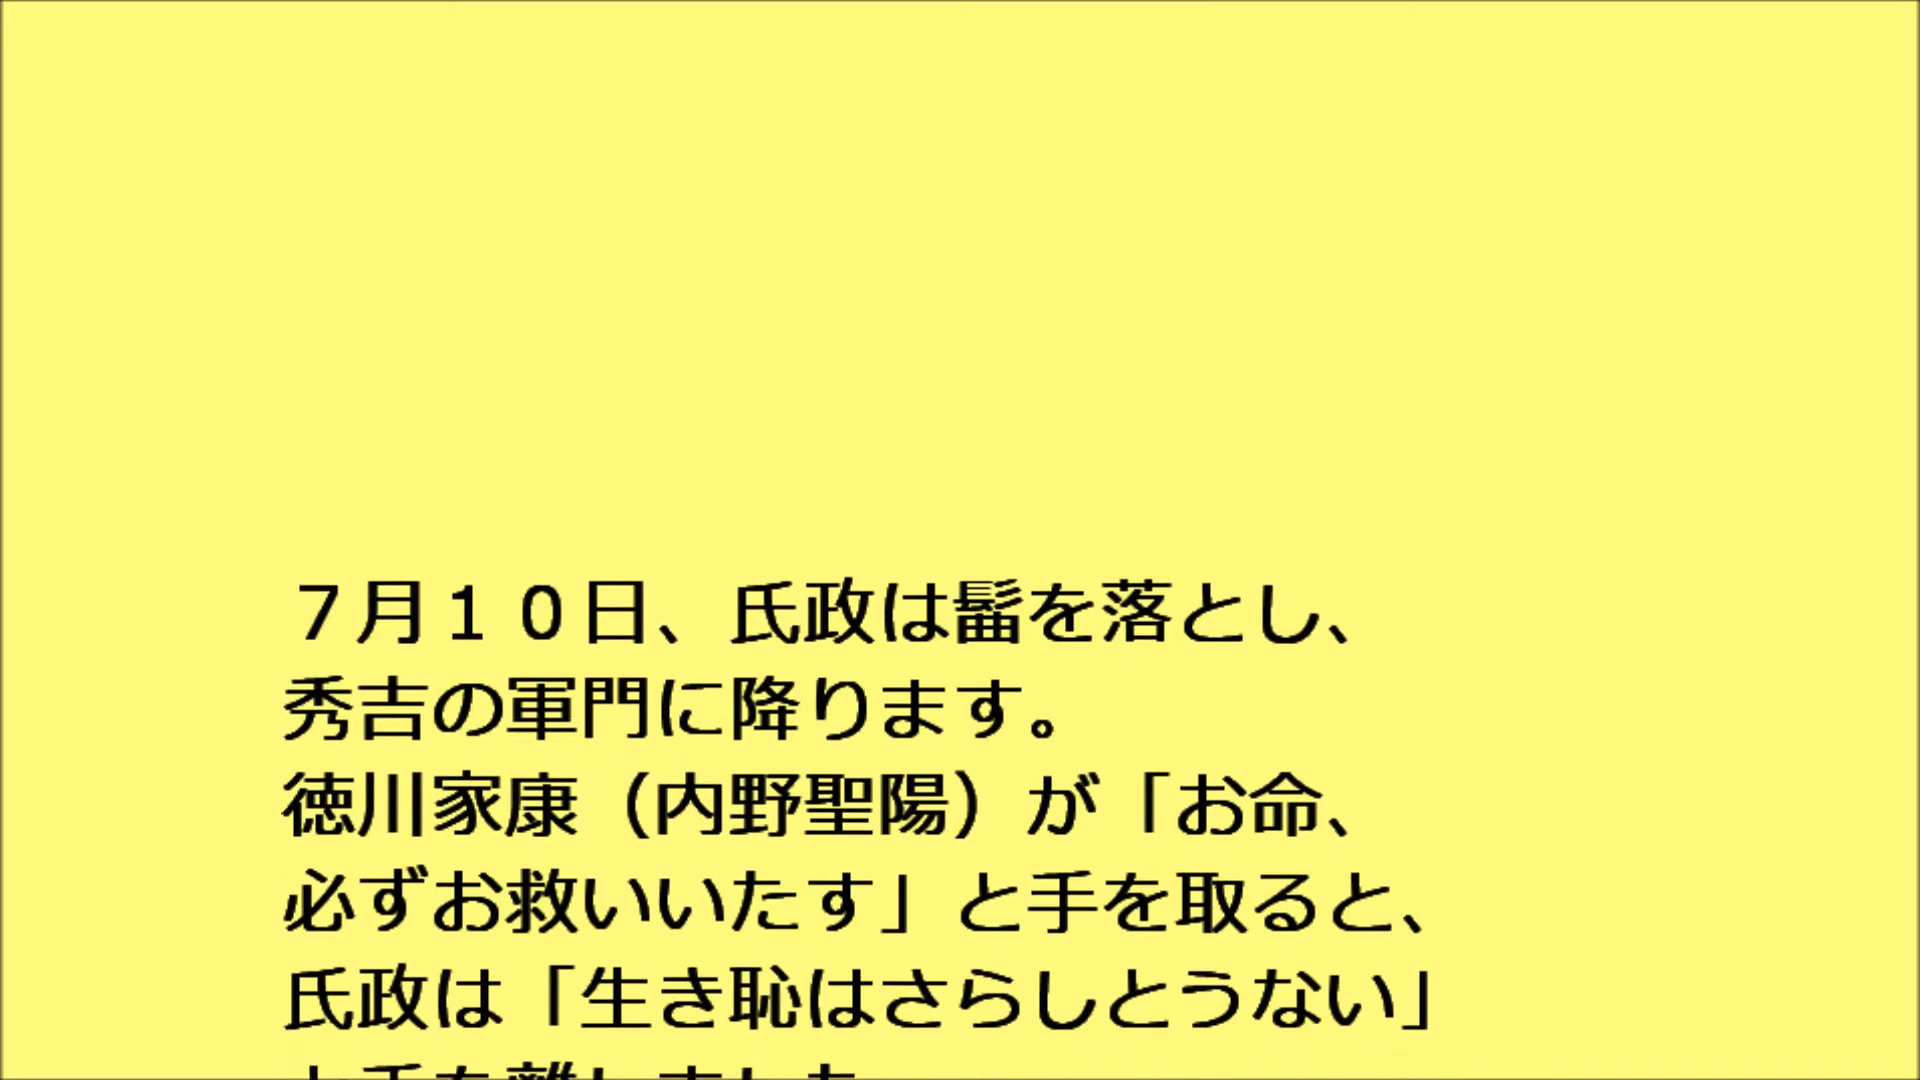 ７月１０日、氏政は髷を落とし、
秀吉の軍門に降ります。
徳川家康（内野聖陽）が「お命、
必ずお救いいたす」と手を取ると、
氏政は「生き恥はさらしとうない」